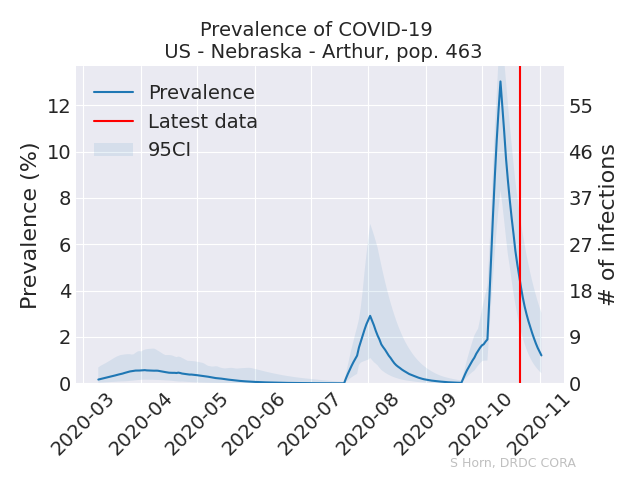 Prevalence of COVID-19
US - Nebraska - Arthur, pop. 463
Prevalence
Latest data
95CI
Prevalence (%)
12
10
8
6
4
2
0
55
46
37
27
18
9
0
# of infections
2020-03
2020-04
2020-05
2020-06
2020-07
2020-08
2020-09
2020-10
2020-11
S Horn, DRDC CORA